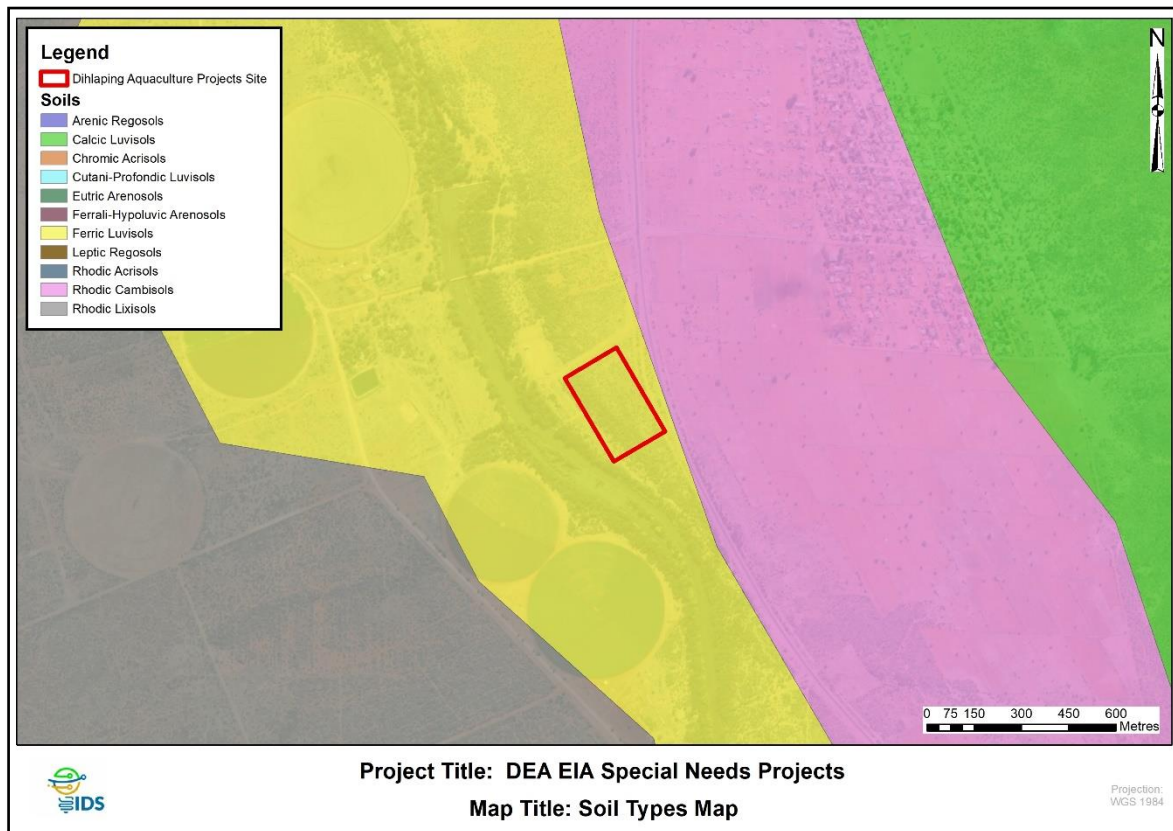 Legend
Dihlaping Aquaculture Projects Site
Soils
Arenic Regosols
Calcic Luvisols
Chromic Acrisols
Cutani-Profondic Luvisols
Eutric Arenosols
Ferrali-Hypoluvic Arenosols
Ferric Luvisols
Leptic Regosols
Rhodic Acrisols
Rhodic Cambisols
Rhodic Lixisols
N
0 75 150 300 450 600
Metres
IDS
Project Title: DEA EIA Special Needs Projects
Map Title: Soil Types Map
Projection:
WGS 1984